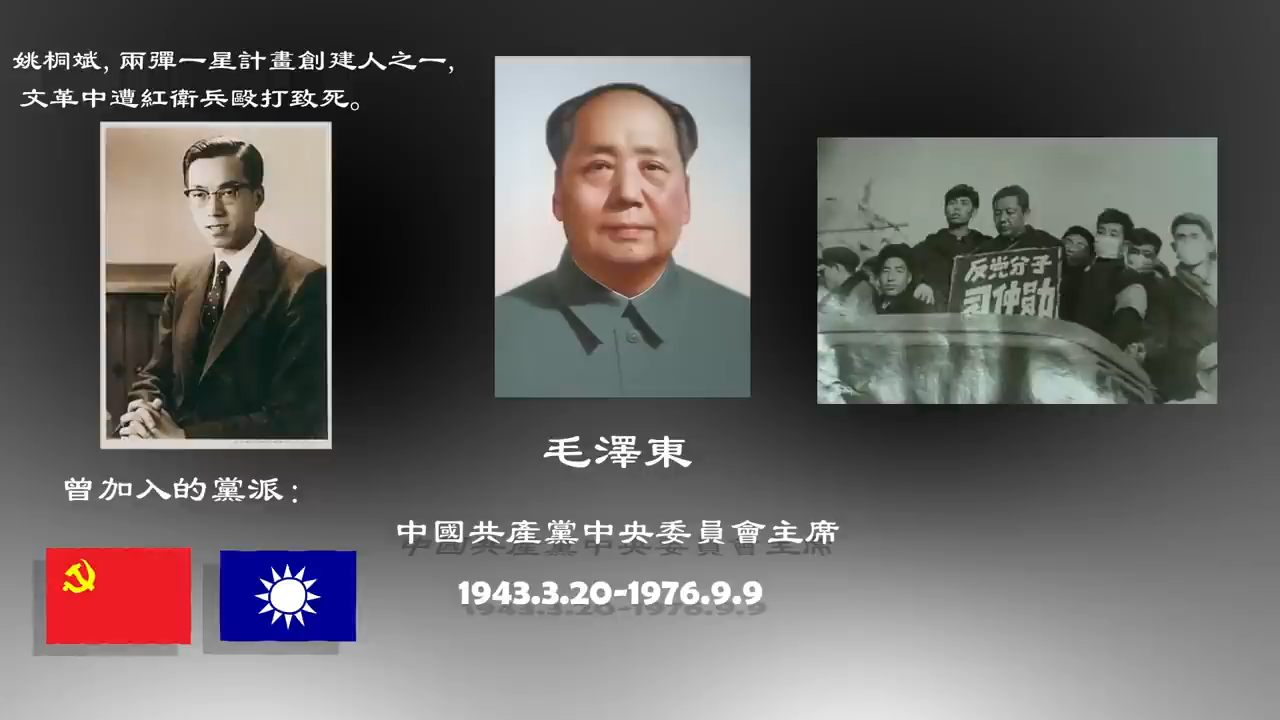 姚桐斌, 兩彈一星計畫創建人之一,
文革中遭紅衛兵毆打致死。
反党分子
习仲勛
毛澤東
曾加入的黨派:
中國共產黨中央委員會主席
1943.3.20-1976.9.9